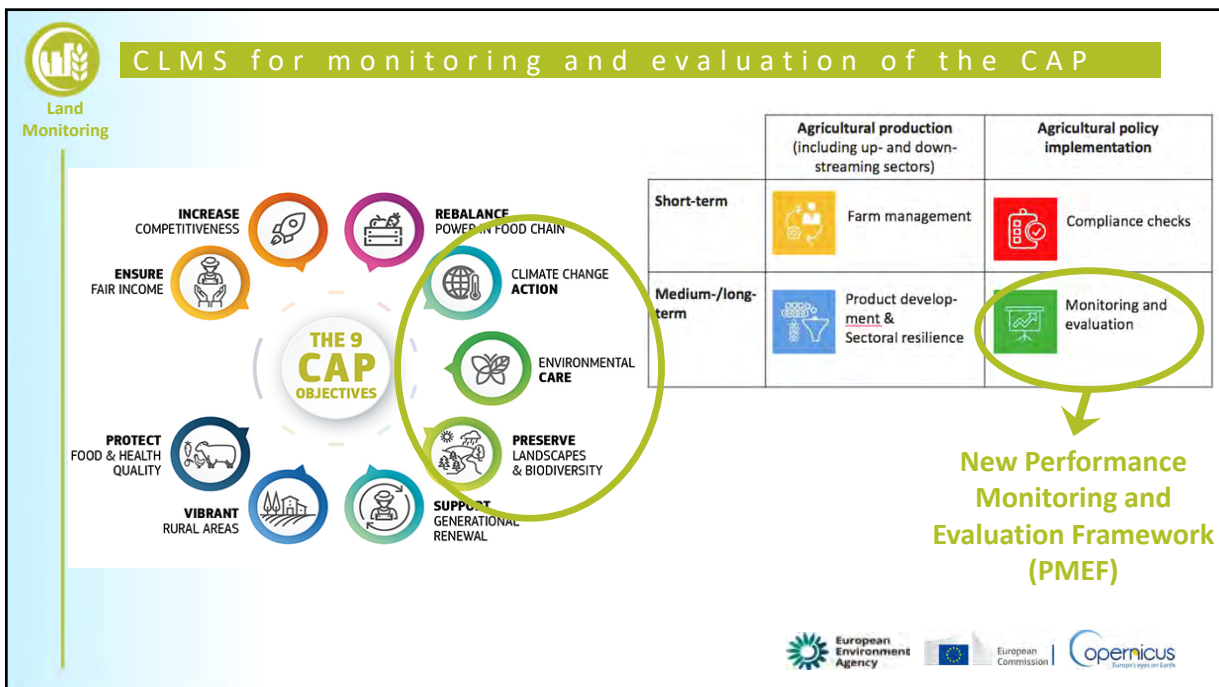 CLMS for monitoring and evaluation of the CAP
Land
Monitoring
INCREASE
COMPETITIVENESS
REBALANCE
POWER IN FOOD CHAIN
ENSURE
FAIR INCOME
CLIMATE CHANGE
ACTION
THE 9
CAP
OBJECTIVES
ENVIRONMENTAL
CARE
PROTECT
FOOD & HEALTH
QUALITY
PRESERVE
LANDSCAPES
& BIODIVERSITY
VIBRANT
RURAL AREAS
SUPPORT
GENERATIONAL
RENEWAL
Agricultural production
(including up- and down-
streaming sectors)
Agricultural policy
implementation
Short-term
Farm management
Compliance checks
Medium-/long-
term
Product develop-
ment &
Sectoral resilience
Monitoring and
evaluation
New Performance
Monitoring and
Evaluation Framework
(PMEF)
European
Environment
Agency
European
Commission
Copernicus
Europe's eyes on Earth